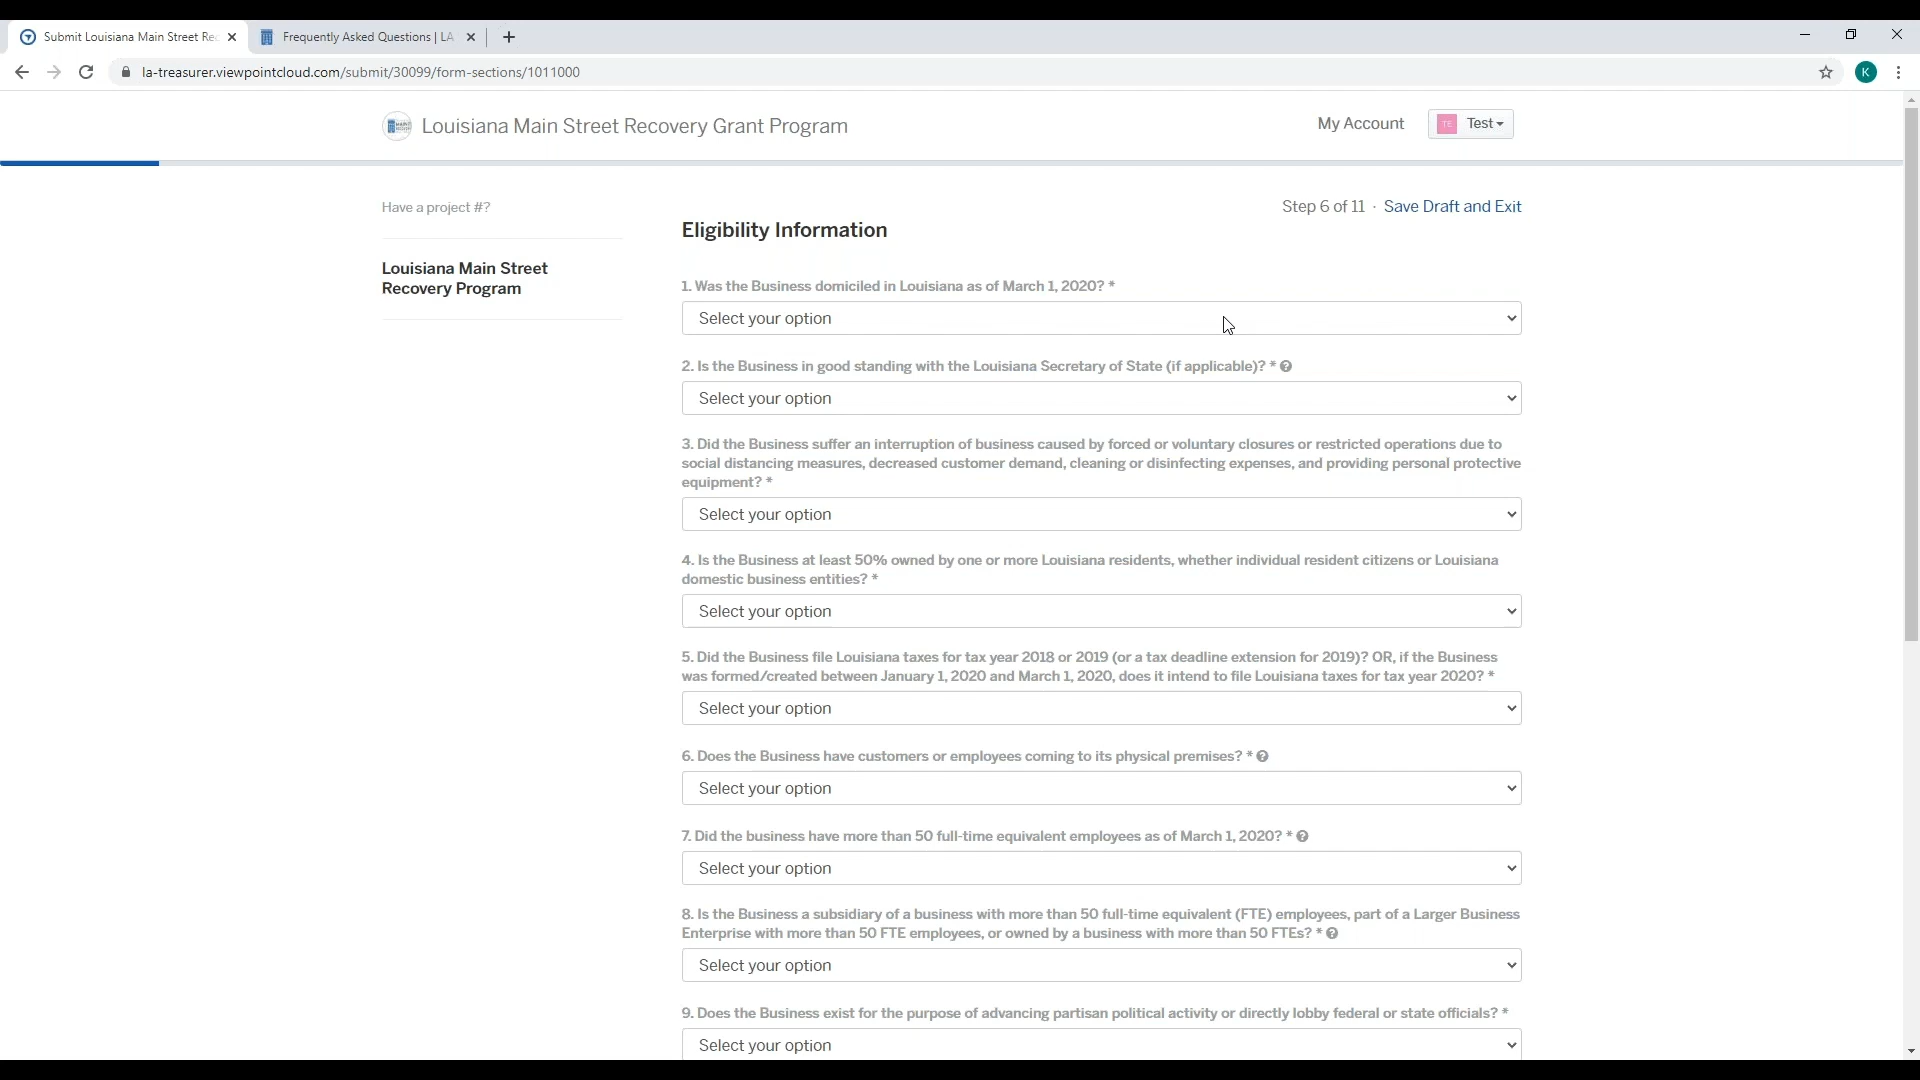 Submit Louisiana Main Street Rec
Frequently Asked Questions | LA
la-treasurer.viewpointcloud.com/submit/30099/form-sections/1011000
K
Louisiana Main Street Recovery Grant Program
My Account
TE
Test
Have a project #?
Step 6 of 11 · Save Draft and Exit
Louisiana Main Street
Recovery Program
Eligibility Information
1. Was the Business domiciled in Louisiana as of March 1, 2020? *
Select your option
2. Is the Business in good standing with the Louisiana Secretary of State (if applicable)? *
Select your option
3. Did the Business suffer an interruption of business caused by forced or voluntary closures or restricted operations due to
social distancing measures, decreased customer demand, cleaning or disinfecting expenses, and providing personal protective
equipment? *
Select your option
4. Is the Business at least 50% owned by one or more Louisiana residents, whether individual resident citizens or Louisiana
domestic business entities? *
Select your option
5. Did the Business file Louisiana taxes for tax year 2018 or 2019 (or a tax deadline extension for 2019)? OR, if the Business
was formed/created between January 1, 2020 and March 1, 2020, does it intend to file Louisiana taxes for tax year 2020? *
Select your option
6. Does the Business have customers or employees coming to its physical premises? *
Select your option
7. Did the business have more than 50 full-time equivalent employees as of March 1, 2020? *
Select your option
8. Is the Business a subsidiary of a business with more than 50 full-time equivalent (FTE) employees, part of a Larger Business
Enterprise with more than 50 FTE employees, or owned by a business with more than 50 FTEs? *
Select your option
9. Does the Business exist for the purpose of advancing partisan political activity or directly lobby federal or state officials? *
Select your option